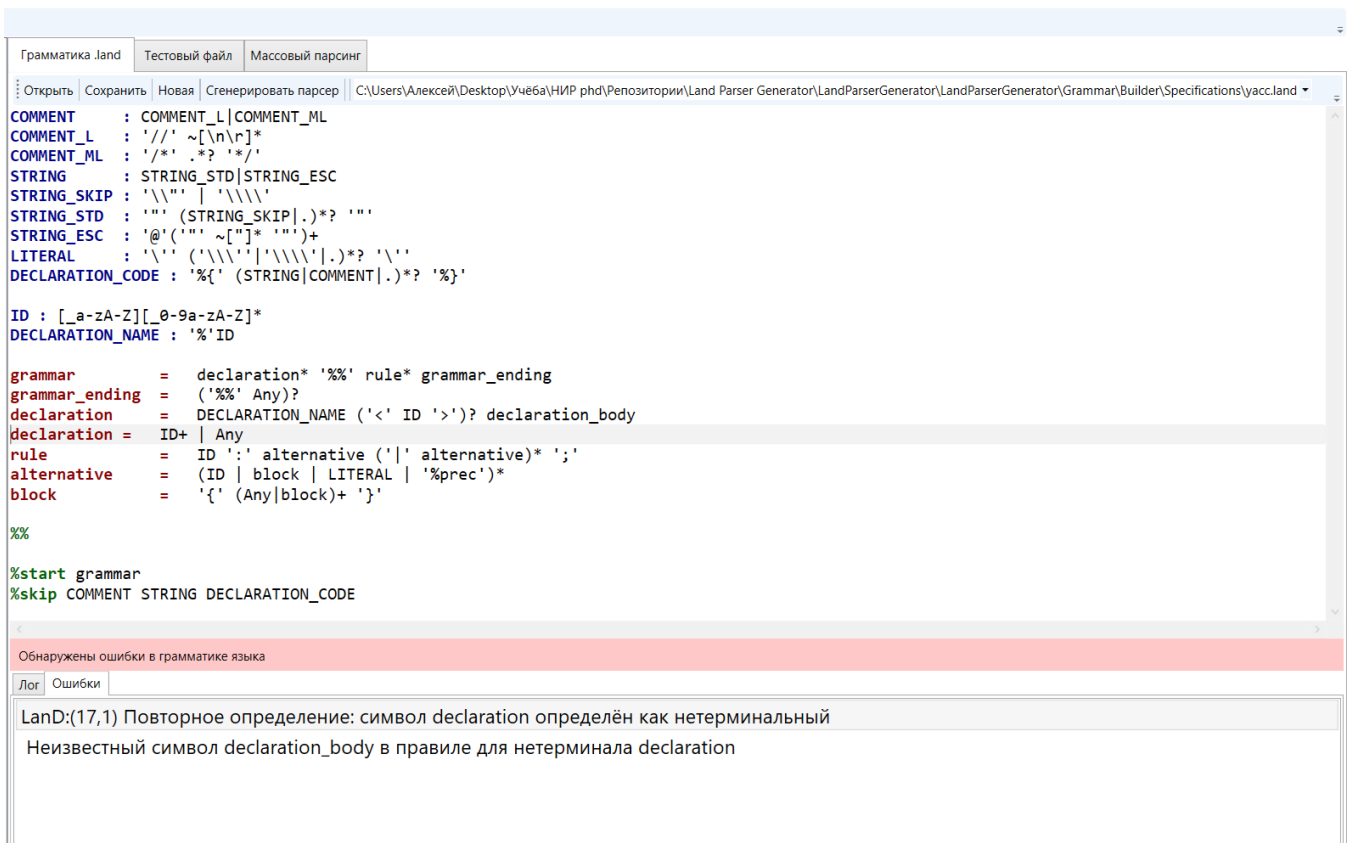 Грамматика .land Тестовый файл Массовый парсинг
Открыть Сохранить Новая Сгенерировать парсер C:\Users\Алексей\Desktop\Учёба\НИР phd\Репозитории\Land Parser Generator\LandParserGenerator\LandParserGenerator\Grammar\Builder\Specifications\yacc.land
COMMENT : COMMENT_L|COMMENT_ML
COMMENT_L : '//' ~[\n\r]*
COMMENT_ML : '/*' .*? '*/'
STRING : STRING_STD|STRING_ESC
STRING_SKIP : '\\"' | '\\\\'
STRING_STD : '"' (STRING_SKIP|.)*? '"'
STRING_ESC : '@'('"' ~["]* '"')+
LITERAL : '\'' ('\\\''|'\\\\'|.)*? '\''
DECLARATION_CODE : '%{' (STRING|COMMENT|.)*? '%}'
ID : [_a-zA-Z][_0-9a-zA-Z]*
DECLARATION_NAME : '%'ID
grammar = declaration* '%%' rule* grammar_ending
grammar_ending = ('%%' Any)?
declaration = DECLARATION_NAME ('<' ID '>')? declaration_body
declaration = ID+ | Any
rule = ID ':' alternative ('|' alternative)* ';'
alternative = (ID | block | LITERAL | '%prec')*
block = '{' (Any|block)+ '}'
%%
%start grammar
%skip COMMENT STRING DECLARATION_CODE
Обнаружены ошибки в грамматике языка
Лог Ошибки
LanD:(17,1) Повторное определение: символ declaration определён как нетерминальный
Неизвестный символ declaration_body в правиле для нетерминала declaration